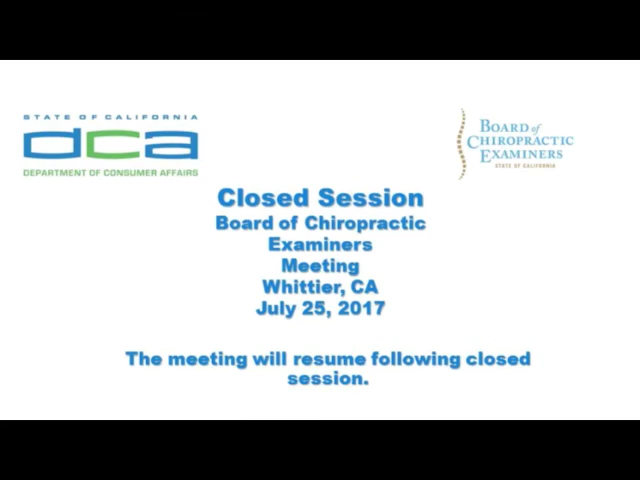 STATE OF CALIFORNIA
dca
DEPARTMENT OF CONSUMER AFFAIRS
BOARD of
CHIROPRACTIC
EXAMINERS
STATE OF CALIFORNIA
Closed Session
Board of Chiropractic
Examiners
Meeting
Whittier, CA
July 25, 2017
The meeting will resume following closed
session.